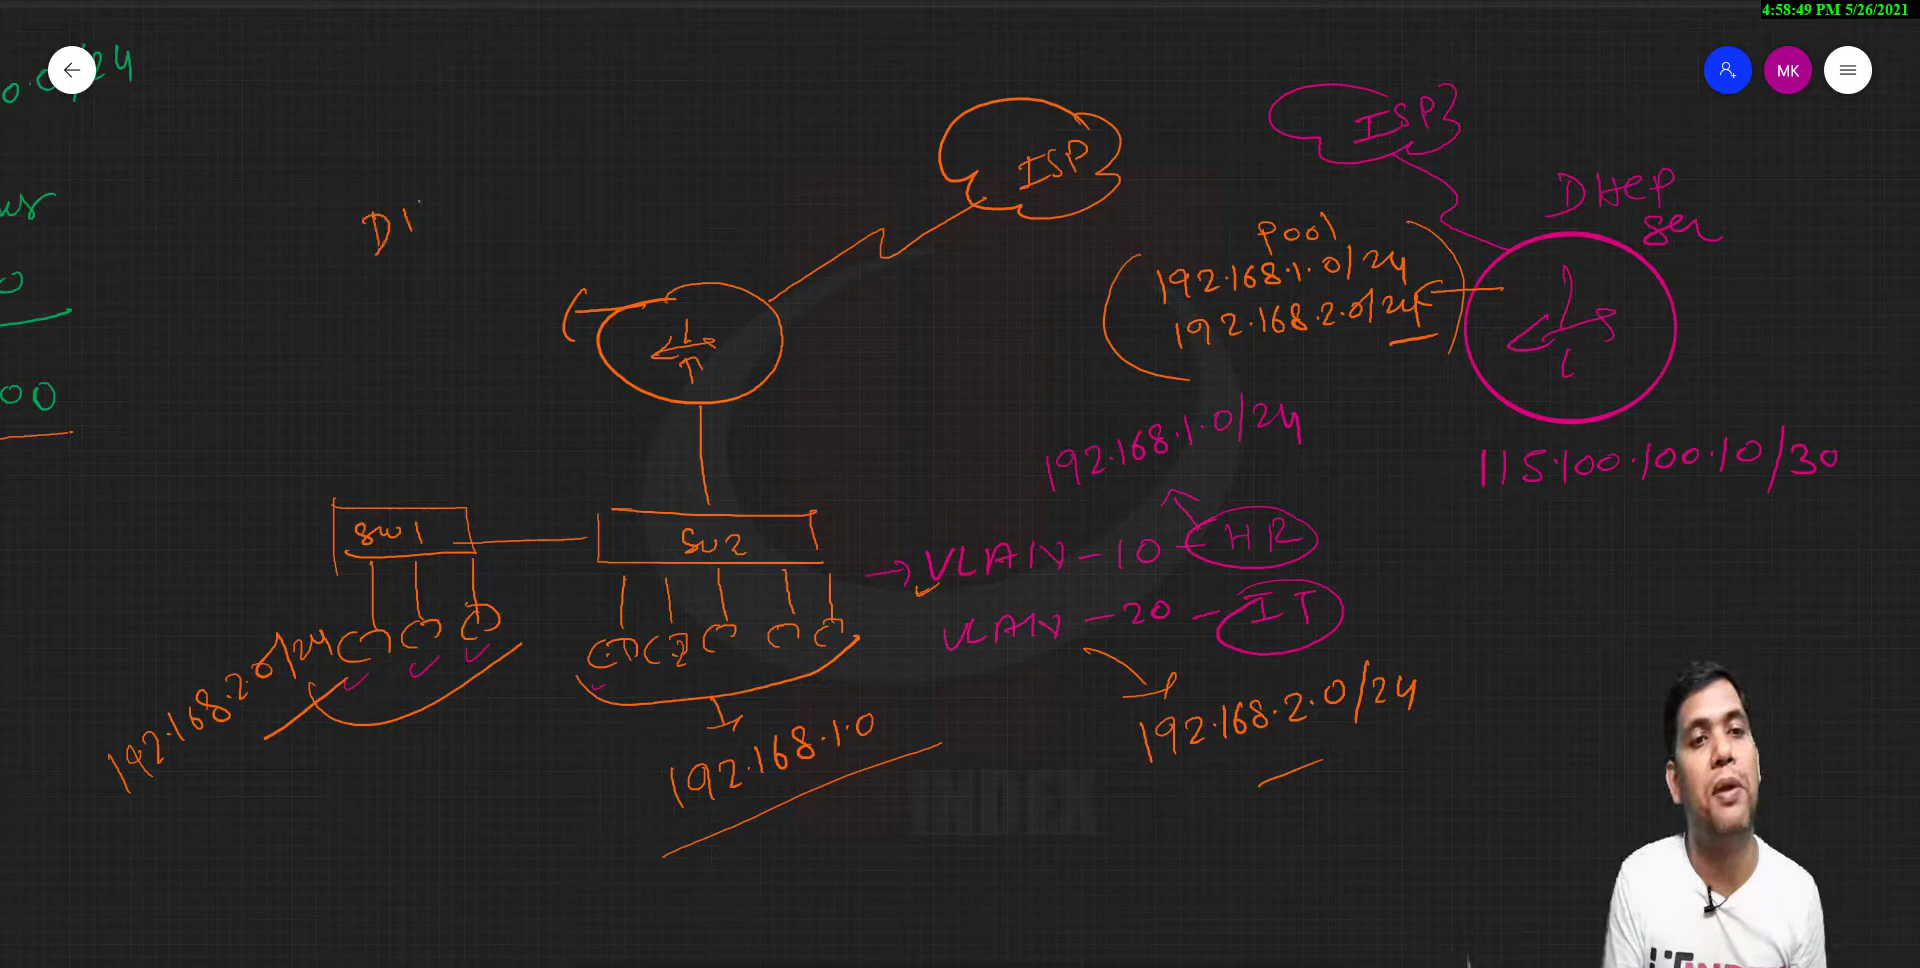 4:58:49 PM 5/26/2021
MK
ISP
ISP
DHCP
Ser
Pool
192.168.1.0/24
192.168.2.0/24
192.168.1.0/24
115.100.100.10/30
SW1
SW2
VLAN-10-HR
VLAN-20-IT
192.168.2.0/24
192.168.1.0
192.168.2.0/24
INDIA